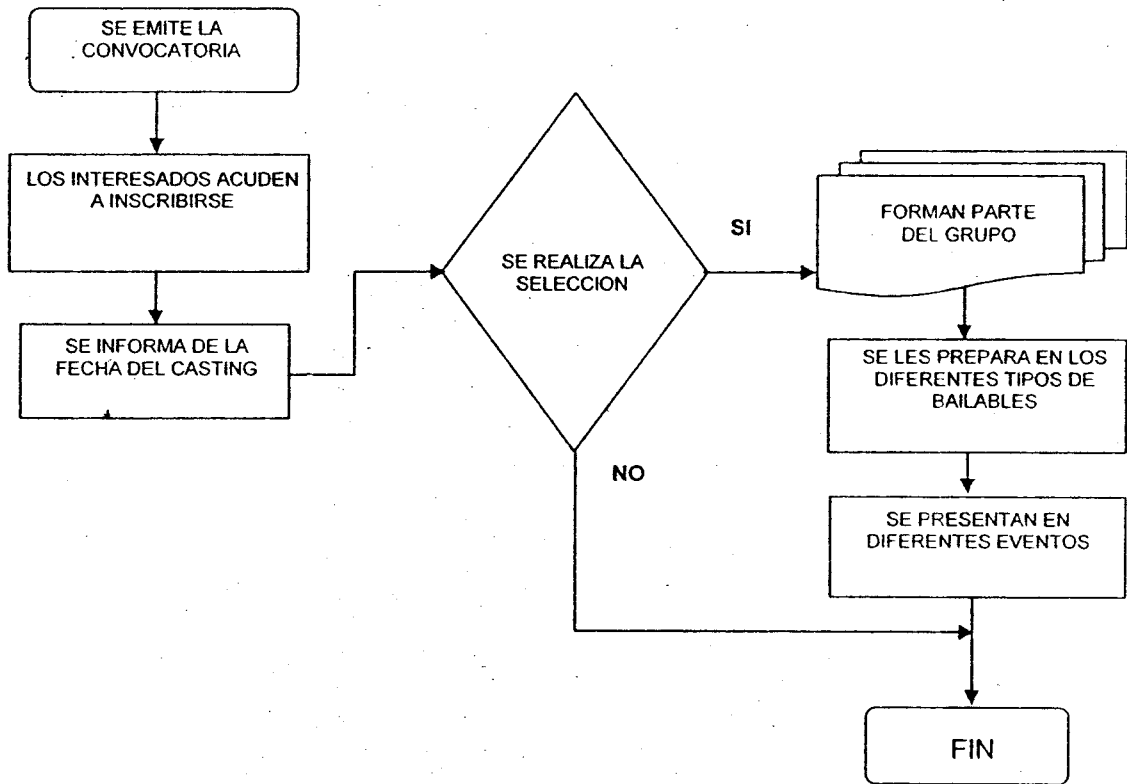 SE EMITE LA
CONVOCATORIA
LOS INTERESADOS ACUDEN
A INSCRIBIRSE
SE INFORMA DE LA
FECHA DEL CASTING
SE REALIZA LA
SELECCION
SI
NO
FORMAN PARTE
DEL GRUPO
SE LES PREPARA EN LOS
DIFERENTES TIPOS DE
BAILABLES
SE PRESENTAN EN
DIFERENTES EVENTOS
FIN